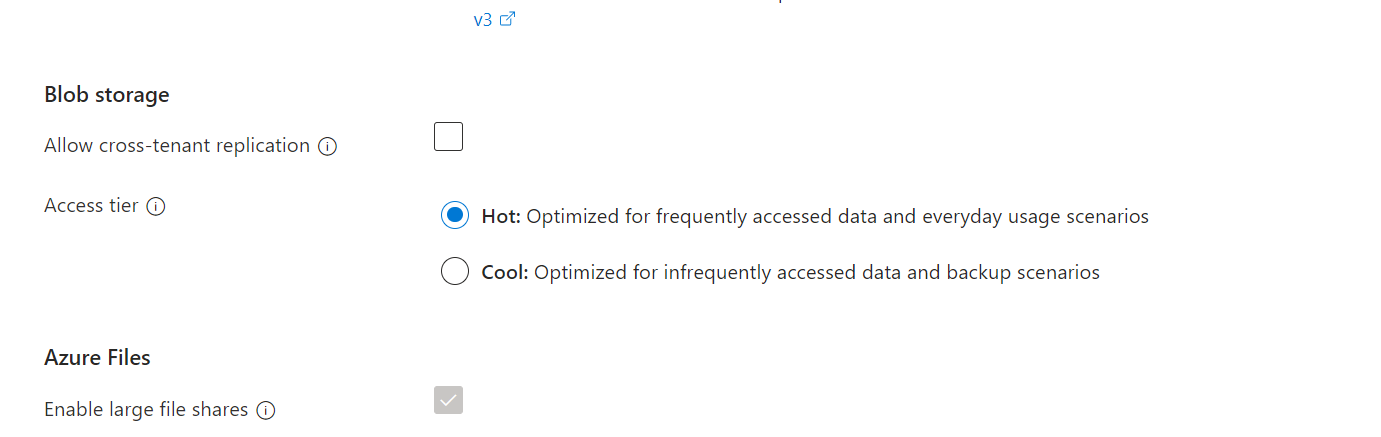 v3
Blob storage
Allow cross-tenant replication
Access tier
Hot: Optimized for frequently accessed data and everyday usage scenarios
Cool: Optimized for infrequently accessed data and backup scenarios
Azure Files
Enable large file shares